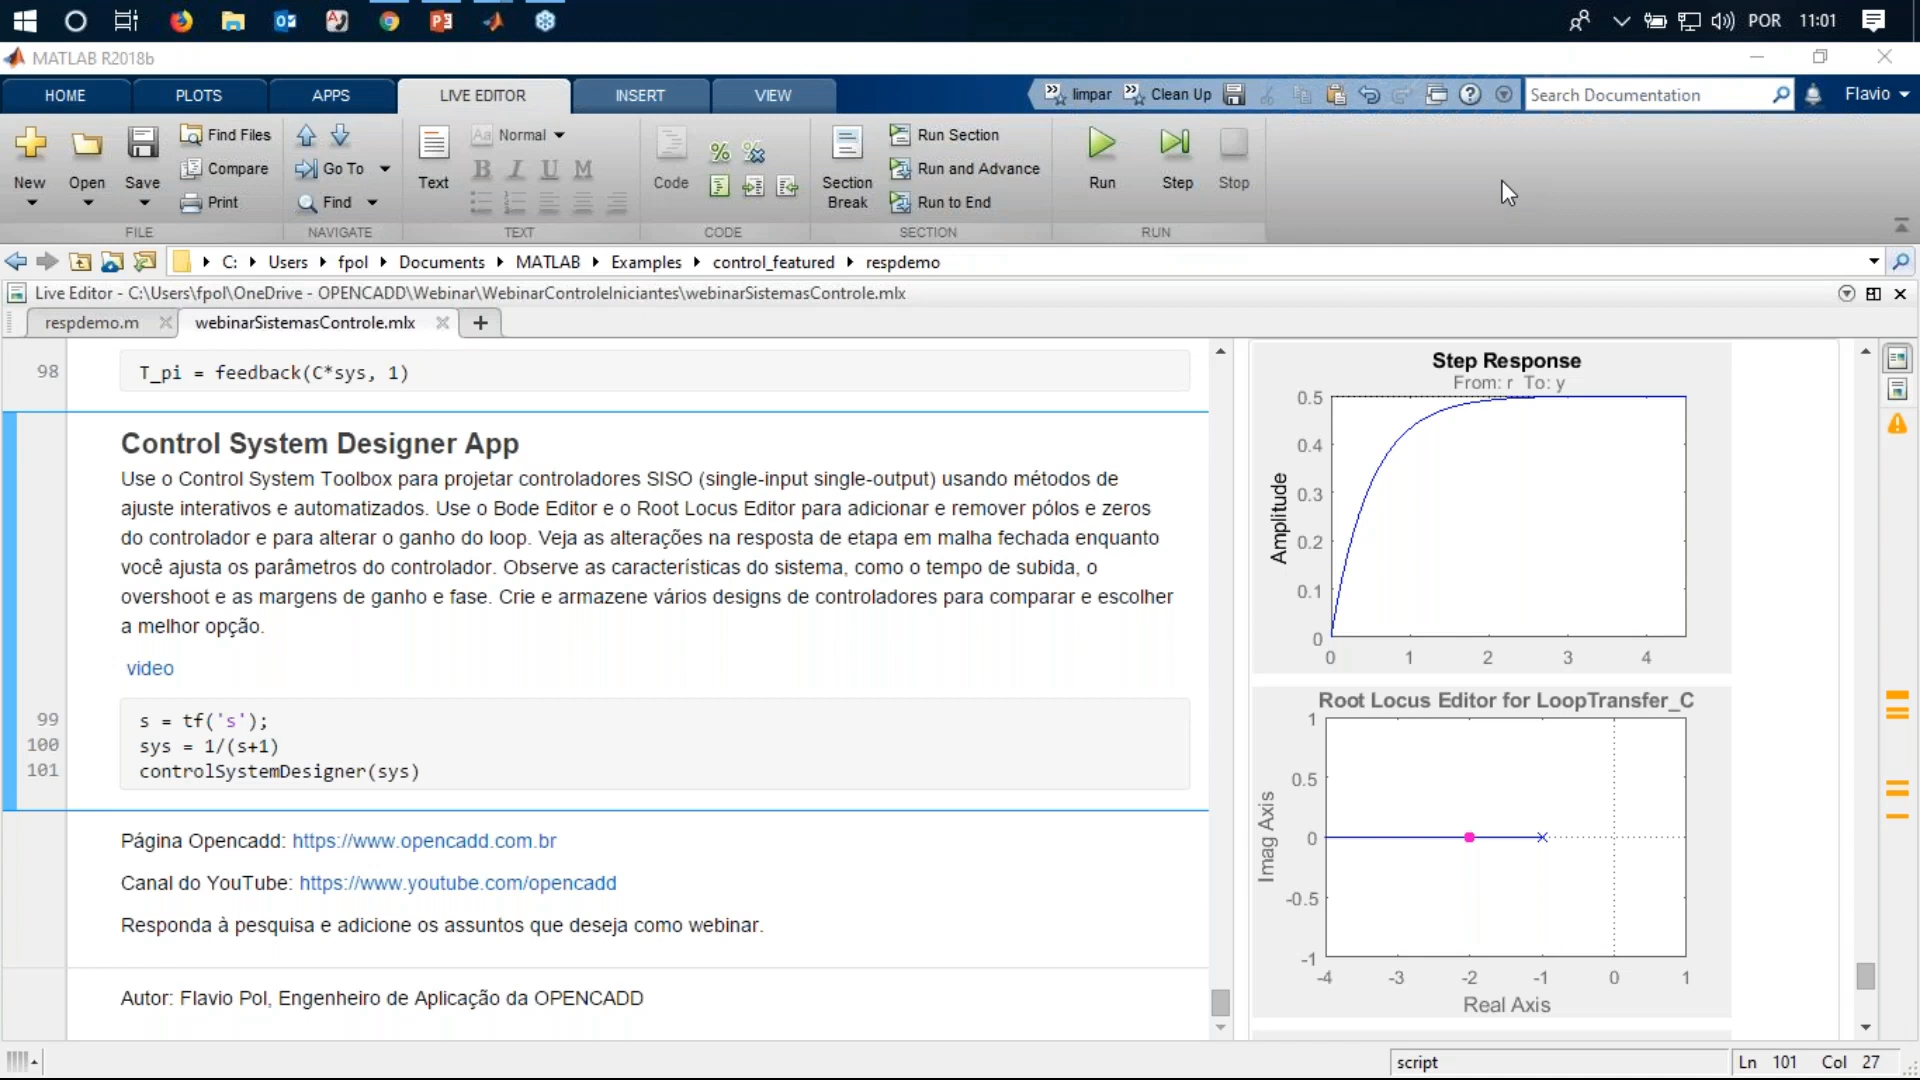 POR 11:01
MATLAB R2018b
HOME PLOTS APPS LIVE EDITOR INSERT VIEW limpar Clean Up Search Documentation Flavio
New Open Save Find Files Compare Print Go To Find
FILE NAVIGATE
Text Normal B I U M
TEXT
Code
CODE
Section Break Run Section Run and Advance Run to End
SECTION
Run Step Stop
RUN
C: Users fpol Documents MATLAB Examples control_featured respdemo
Live Editor - C:\Users\fpol\OneDrive - OPENCADD\Webinar\WebinarControleIniciantes\webinarSistemasControle.mlx
respdemo.m webinarSistemasControle.mlx +
98 T_pi = feedback(C*sys, 1)
Control System Designer App
Use o Control System Toolbox para projetar controladores SISO (single-input single-output) usando métodos de
ajuste interativos e automatizados. Use o Bode Editor e o Root Locus Editor para adicionar e remover pólos e zeros
do controlador e para alterar o ganho do loop. Veja as alterações na resposta de etapa em malha fechada enquanto
você ajusta os parâmetros do controlador. Observe as características do sistema, como o tempo de subida, o
overshoot e as margens de ganho e fase. Crie e armazene vários designs de controladores para comparar e escolher
a melhor opção.
video
99 s = tf('s');
100 sys = 1/(s+1)
101 controlSystemDesigner(sys)
Página Opencadd: https://www.opencadd.com.br
Canal do YouTube: https://www.youtube.com/opencadd
Responda à pesquisa e adicione os assuntos que deseja como webinar.
Autor: Flavio Pol, Engenheiro de Aplicação da OPENCADD
Step Response
From: r To: y
Amplitude
0.5
0.4
0.3
0.2
0.1
0
0 1 2 3 4
Root Locus Editor for LoopTransfer_C
Imag Axis
1
0.5
0
-0.5
-1
-4 -3 -2 -1 0 1
Real Axis
script Ln 101 Col 27